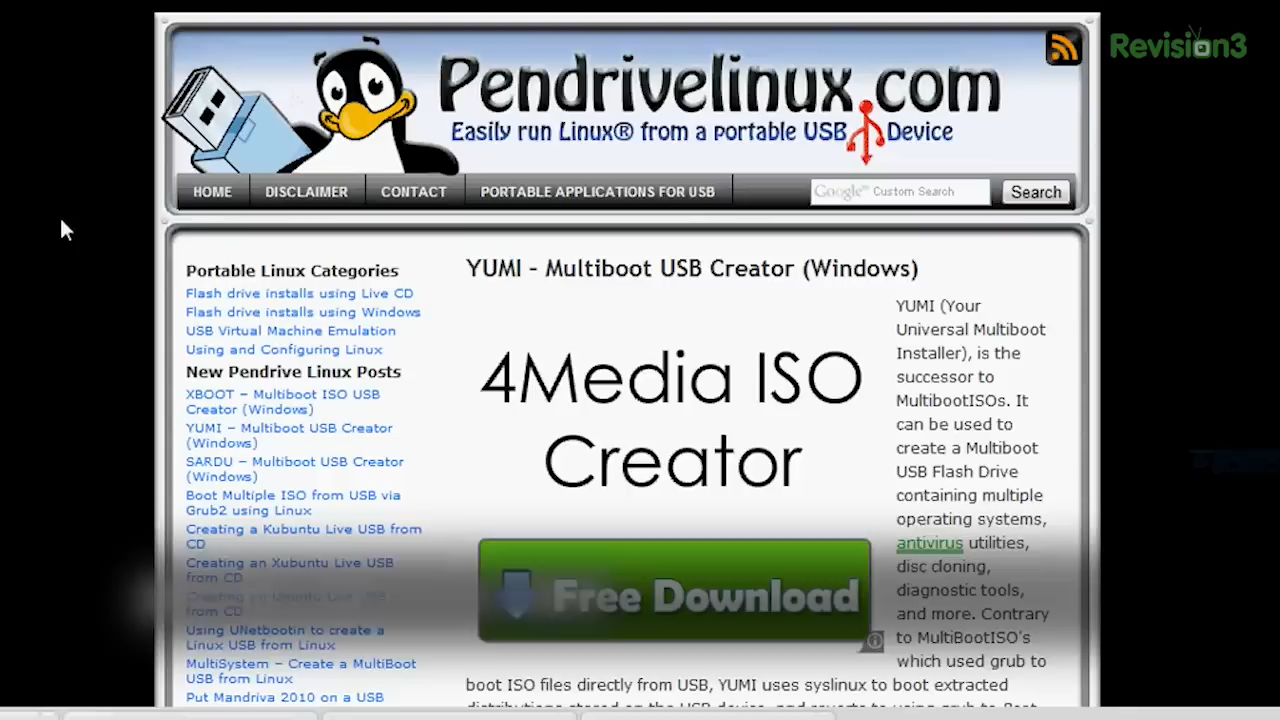 Revision3
Pendrivelinux.com
Easily run Linux® from a portable USB Device
HOME
DISCLAIMER
CONTACT
PORTABLE APPLICATIONS FOR USB
Google™ Custom Search
Search
Portable Linux Categories
Flash drive installs using Live CD
Flash drive installs using Windows
USB Virtual Machine Emulation
Using and Configuring Linux
New Pendrive Linux Posts
XBOOT – Multiboot ISO USB
Creator (Windows)
YUMI – Multiboot USB Creator
(Windows)
SARDU – Multiboot USB Creator
(Windows)
Boot Multiple ISO from USB via
Grub2 using Linux
Creating a Kubuntu Live USB from
CD
Creating an Xubuntu Live USB
from CD
Creating an Ubuntu Live USB
from CD
Using UNetbootin to create a
Linux USB from Linux
MultiSystem – Create a MultiBoot
USB from Linux
Put Mandriva 2010 on a USB
YUMI – Multiboot USB Creator (Windows)
4Media ISO
Creator
Free Download
YUMI (Your
Universal Multiboot
Installer), is the
successor to
MultibootISOs. It
can be used to
create a Multiboot
USB Flash Drive
containing multiple
operating systems,
antivirus utilities,
disc cloning,
diagnostic tools,
and more. Contrary
to MultiBootISO's
which used grub to
boot ISO files directly from USB, YUMI uses syslinux to boot extracted